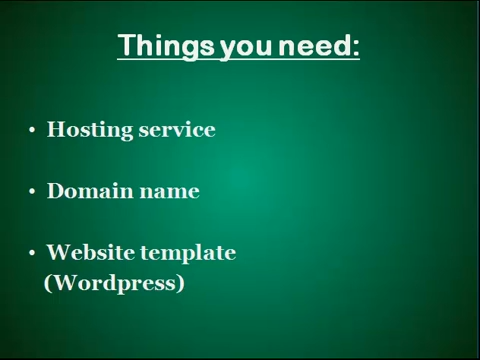 Things you need:
• Hosting service
• Domain name
• Website template
(Wordpress)